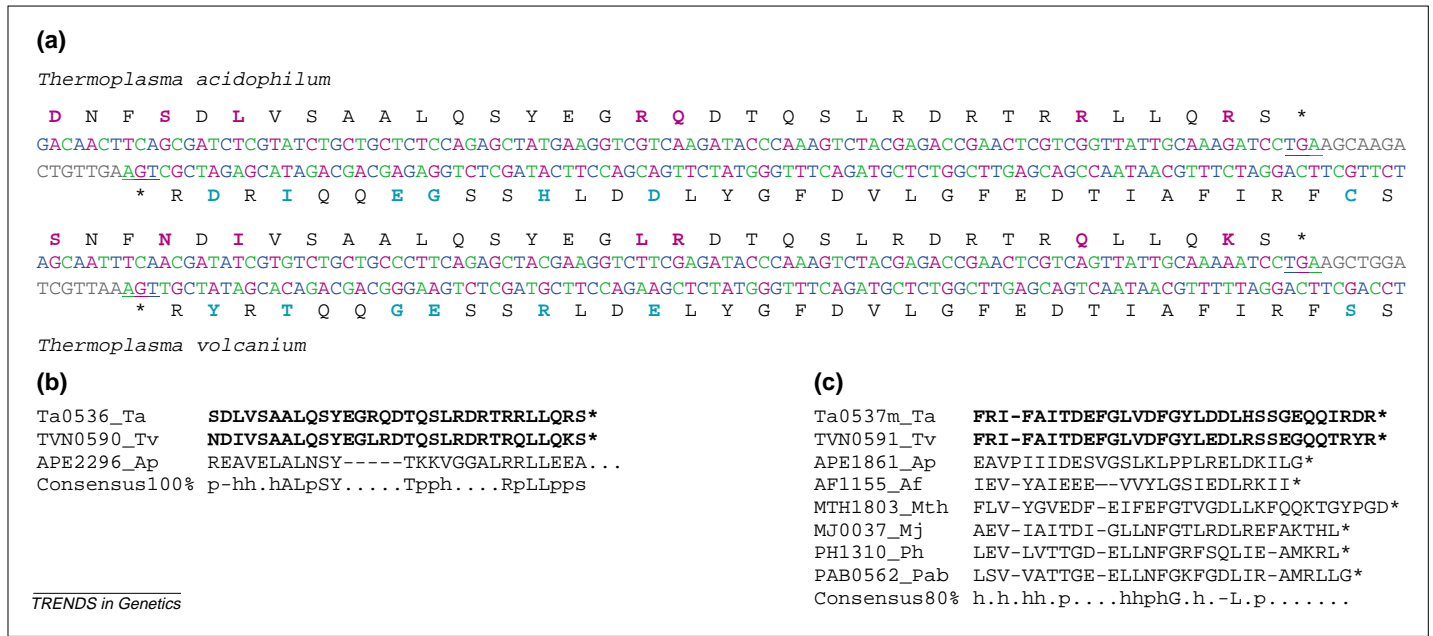 (a)
Thermoplasma acidophilum
D N F S D L V S A A L Q S Y E G R Q D T Q S L R D R T R R L L Q R S *
GACAACTTCAGCGATCTCGTATCTGCTGCTCTCCAGAGCTATGAAGGTCGTCAAGATACCCAAAGTCTACGAGACCGAACTCGTCGGTTATTGCAAAGATCCTGAAGCAAGA
CTGTTGAAGTCGCTAGAGCATAGACGACGAGAGGTCTCGATACTTCCAGCAGTTCTATGGGTTTCAGATGCTCTGGCTTGAGCAGCCAATAACGTTTCTAGGACTTCGTTCT
* R D R I Q Q E G S S H L D D L Y G F D V L G F E D T I A F I R F C S
S N F N D I V S A A L Q S Y E G L R D T Q S L R D R T R Q L L Q K S *
AGCAATTTCAACGATATCGTGTCTGCTGCCCTTCAGAGCTACGAAGGTCTTCGAGATACCCAAAGTCTACGAGACCGAACTCGTCAGTTATTGCAAAAATCCTGAAGCTGGA
TCGTTAAAGTTGCTATAGCACAGACGACGGGAAGTCTCGATGCTTCCAGAAGCTCTATGGGTTTCAGATGCTCTGGCTTGAGCAGTCAATAACGTTTTTAGGACTTCGACCT
* R Y R T Q Q G E S S R L D E L Y G F D V L G F E D T I A F I R F S S
Thermoplasma volcanium
(b)
Ta0536_Ta SDLVSAALQSYEGRQDTQSLRDRTRRLLQRS*
TVN0590_Tv NDIVSAALQSYEGLRDTQSLRDRTRQLLQKS*
APE2296_Ap REAVELALNSY-----TKKVGGALRRLLEEA...
Consensus100% p-hh.hALpSY.....Tpph....RpLLpps
(c)
Ta0537m_Ta FRI-FAITDEFGLVDFGYLDDLHSSGEQQIRDR*
TVN0591_Tv FRI-FAITDEFGLVDFGYLEDLRSSEGQQTRYR*
APE1861_Ap EAVPIIIDESVGSLKLPPLRELDKILG*
AF1155_Af IEV-YAIEEE—-VVYLGSIEDLRKII*
MTH1803_Mth FLV-YGVEDF-EIFEFGTVGDLLKFQQKTGYPGD*
MJ0037_Mj AEV-IAITDI-GLLNFGTLRDLREFAKTHL*
PH1310_Ph LEV-LVTTGD-ELLNFGRFSQLIE-AMKRL*
PAB0562_Pab LSV-VATTGE-ELLNFGKFGDLIR-AMRLLG*
Consensus80% h.h.hh.p....hhphG.h.-L.p.......
TRENDS in Genetics